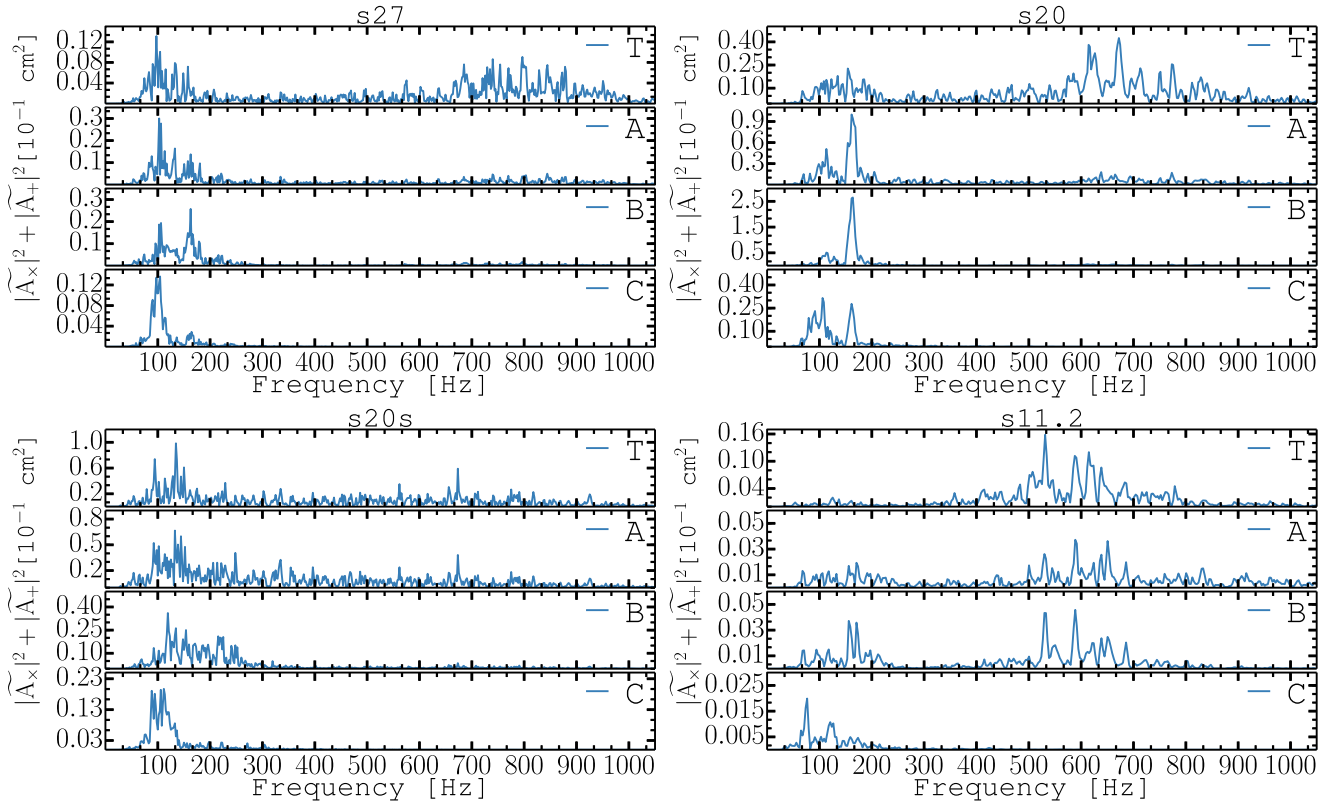 s27
0.12
0.08
0.04
T
0.3
0.2
0.1
A
0.3
0.2
0.1
B
0.12
0.08
0.04
C
|A×|² + |A+|² [10⁻¹ cm²]
100 200 300 400 500 600 700 800 900 1000
Frequency [Hz]
s20
0.40
0.25
0.10
T
0.9
0.6
0.3
A
2.5
1.5
0.5
B
0.40
0.25
0.10
C
|A×|² + |A+|² [10⁻¹ cm²]
100 200 300 400 500 600 700 800 900 1000
Frequency [Hz]
s20s
1.0
0.6
0.2
T
0.8
0.5
0.2
A
0.40
0.25
0.10
B
0.23
0.13
0.03
C
|A×|² + |A+|² [10⁻¹ cm²]
100 200 300 400 500 600 700 800 900 1000
Frequency [Hz]
s11.2
0.16
0.10
0.04
T
0.05
0.03
0.01
A
0.05
0.03
0.01
B
0.025
0.015
0.005
C
|A×|² + |A+|² [10⁻¹ cm²]
100 200 300 400 500 600 700 800 900 1000
Frequency [Hz]